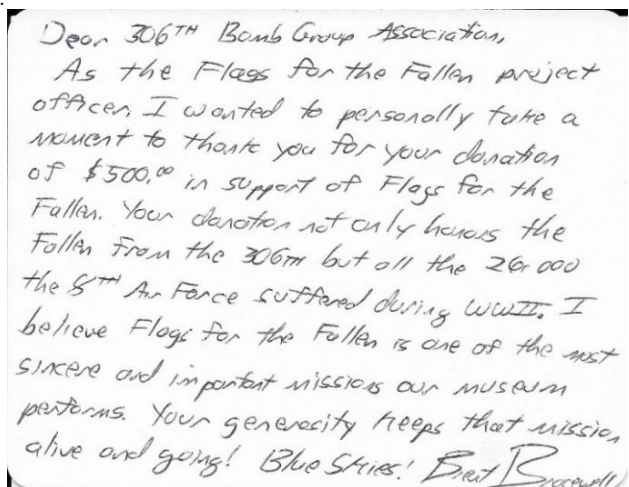 Dear 306TH Bomb Group Association,
As the Flags for the Fallen project
officer, I wanted to personally take a
moment to thank you for your donation
of $500.00 in support of Flags for the
Fallen. Your donation not only honors the
Fallen from the 306TH but all the 26,000
the 8TH Air Force suffered during WWII. I
believe Flags for the Fallen is one of the most
sincere and important missions our museum
performs. Your generosity keeps that mission
alive and going! Blue Skies! Brent Bracewell